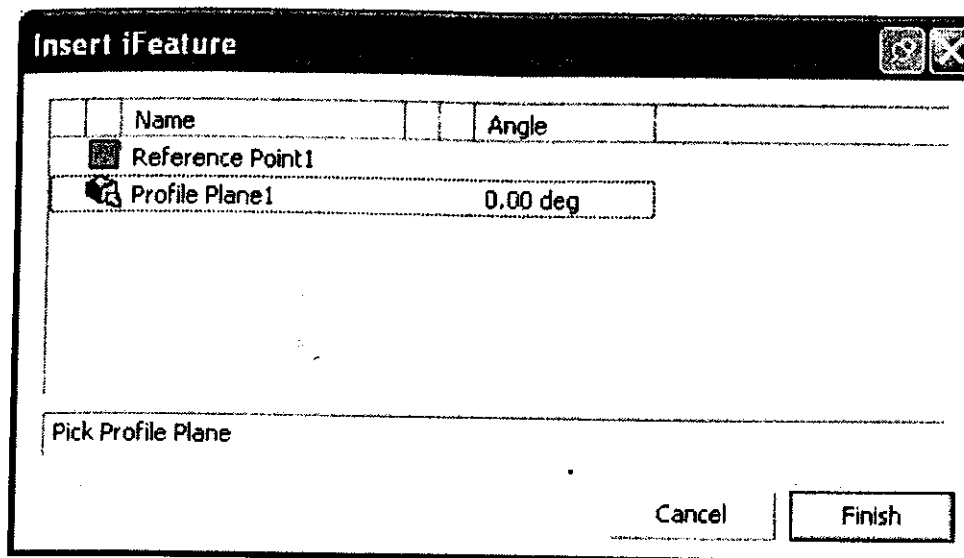 Insert iFeature
Name Angle
Reference Point1
Profile Plane1 0.00 deg
Pick Profile Plane
Cancel Finish